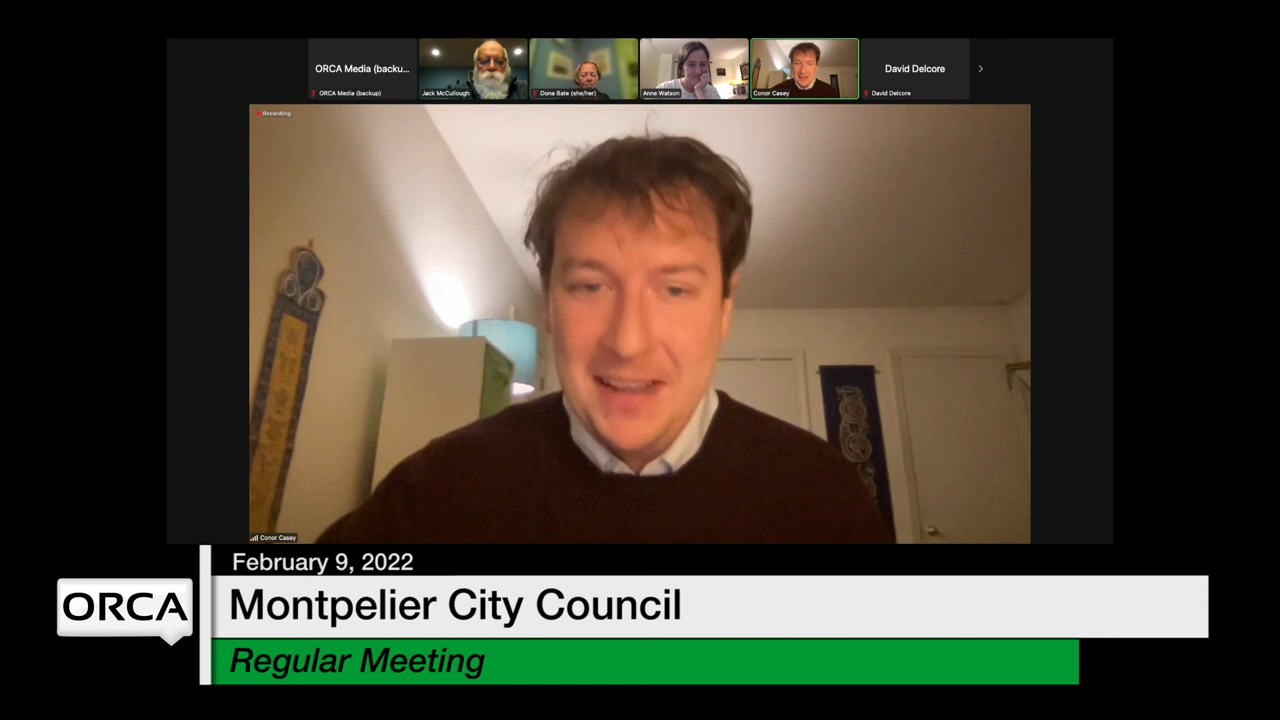 ORCA Media (backu...
David Delcore
ORCA Media (backup)
Jack McCullough
Dona Bate (she/her)
Anne Watson
Conor Casey
David Delcore
Recording
Conor Casey
February 9, 2022
ORCA
Montpelier City Council
Regular Meeting